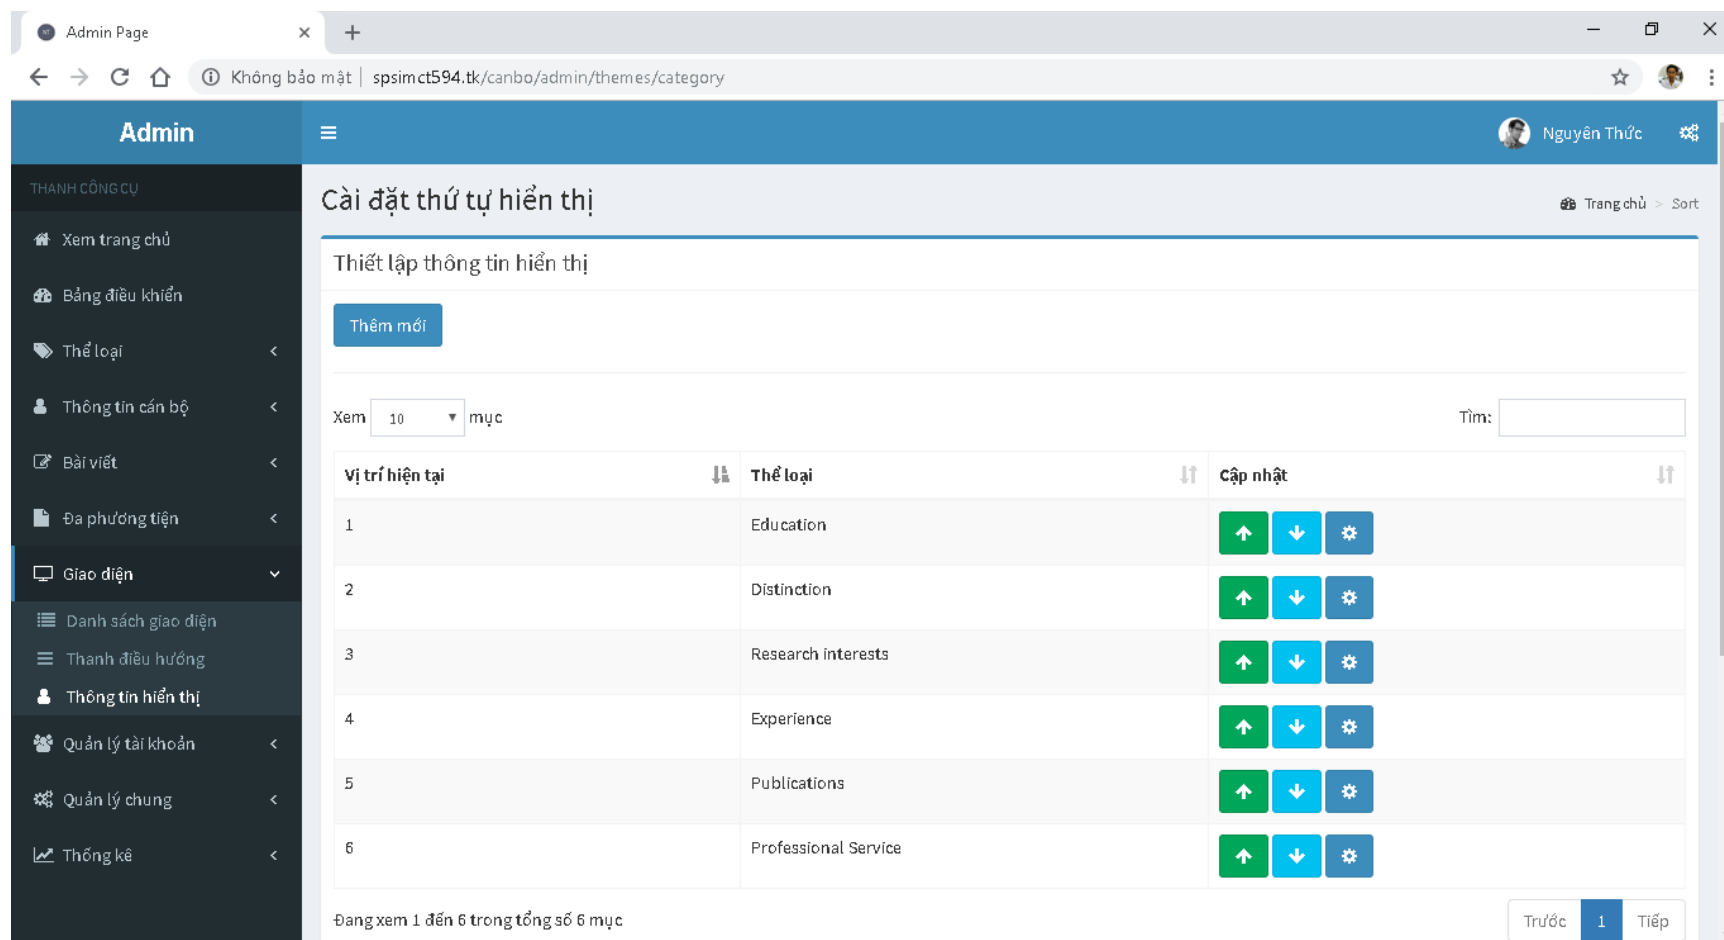 Admin Page
Không bảo mật | spsimct594.tk/canbo/admin/themes/category
Admin
Nguyên Thức
THANH CÔNG CỤ
Cài đặt thứ tự hiển thị
Trang chủ > Sort
Xem trang chủ
Thiết lập thông tin hiển thị
Bảng điều khiển
Thêm mới
Thể loại
Thông tin cán bộ
Xem 10 mục
Tìm:
Bài viết
Vị trí hiện tại Thể loại Cập nhật
Đa phương tiện
1 Education
Giao diện
2 Distinction
Danh sách giao diện
Thanh điều hướng
3 Research interests
Thông tin hiển thị
4 Experience
Quản lý tài khoản
5 Publications
Quản lý chung
6 Professional Service
Thống kê
Đang xem 1 đến 6 trong tổng số 6 mục
Trước 1 Tiếp